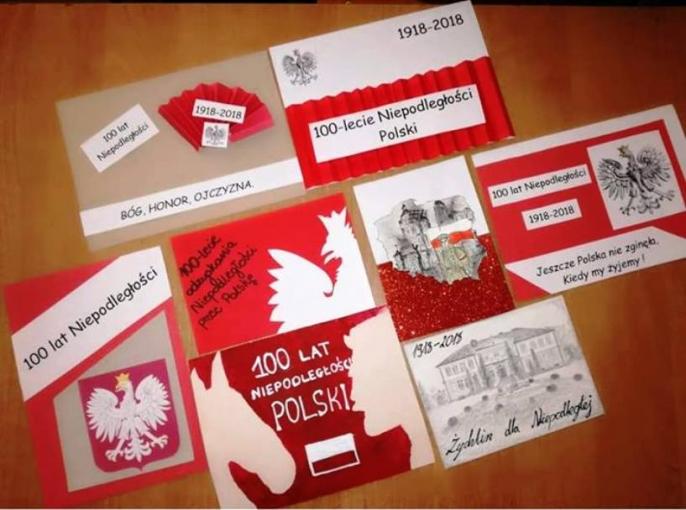 1918-2018
100-lecie Niepodległości
Polski
1918-2018
100 lat
Niepodległości
BÓG, HONOR, OJCZYZNA.
100 lat Niepodległości
1918-2018
Jeszcze Polska nie zginęła,
Kiedy my żyjemy !
100-lecie
odzyskania
Niepodległości
przez Polskę
100 lat Niepodległości
100 LAT
NIEPODLEGŁOŚCI
POLSKI
1918-2018
Żychlin dla Niepodległej